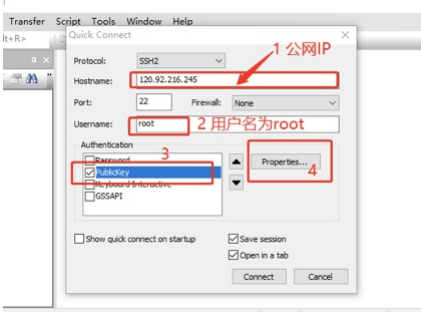 Transfer Script Tools Window Help
lt+R>
Quick Connect
1 公网IP
Protocol: SSH2
Hostname: 120.92.216.245
Port: 22 Firewall: None
Username: root 2 用户名为root
Authentication
Password 3
PublicKey
Keyboard Interactive
GSSAPI
Properties... 4
Show quick connect on startup
Save session
Open in a tab
Connect Cancel